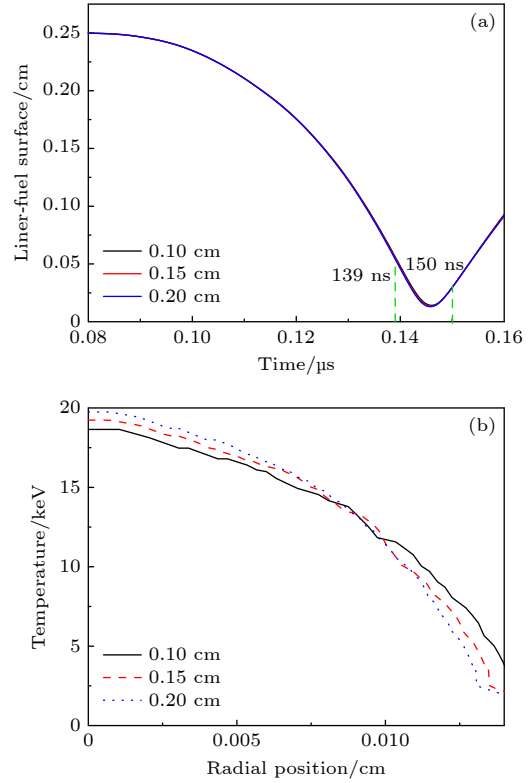 (a)
Liner-fuel surface/cm
0.25
0.20
0.15
0.10
0.05
0
0.10 cm
0.15 cm
0.20 cm
139 ns
150 ns
0.08
0.10
0.12
0.14
0.16
Time/μs
(b)
Temperature/keV
20
15
10
5
0
0.10 cm
0.15 cm
0.20 cm
0
0.005
0.010
Radial position/cm